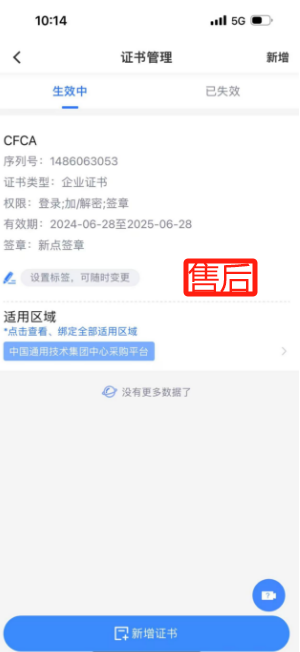 10:14
5G
证书管理
新增
生效中
已失效
CFCA
序列号：1486063053
证书类型：企业证书
权限：登录;加/解密;签章
有效期：2024-06-28至2025-06-28
签章：新点签章
设置标签，可随时变更
售后
适用区域
*点击查看、绑定全部适用区域
中国通用技术集团中心采购平台
没有更多数据了
新增证书